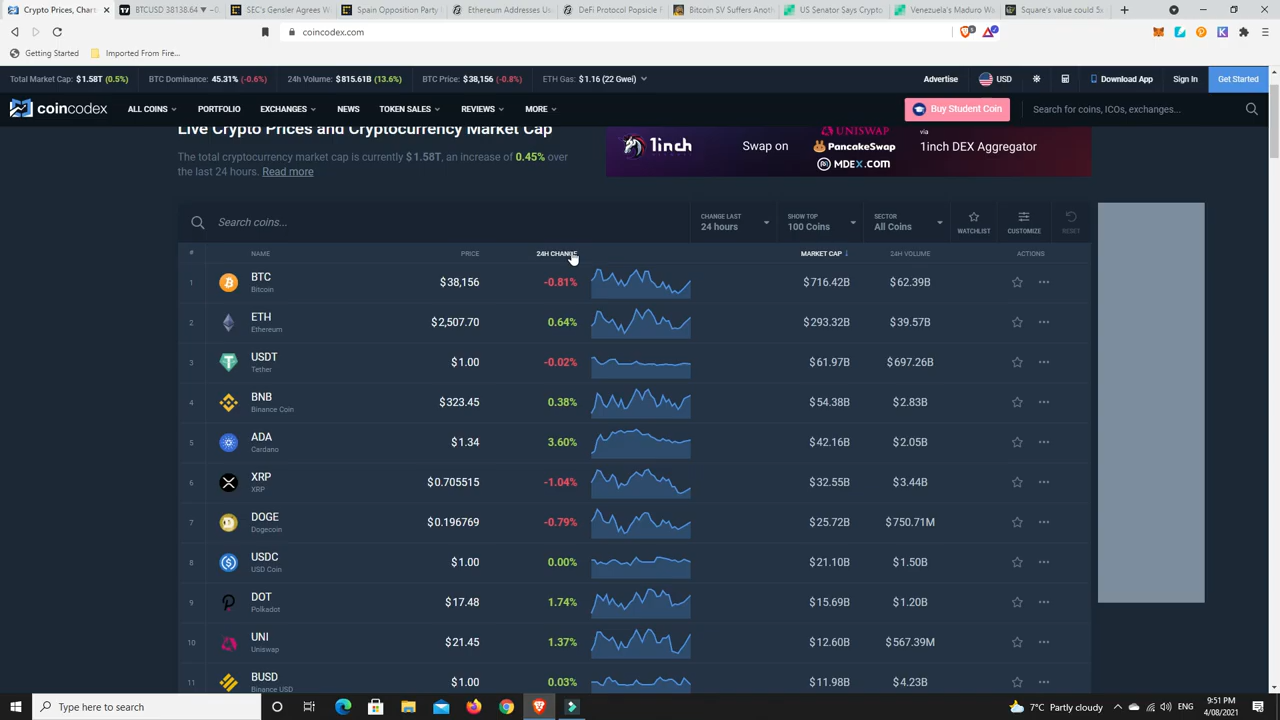 Crypto Prices, Chart
BTCUSD 38138.64 ▼ −0
SEC's Gensler Agrees W
Spain Opposition Party
Ethereum Addresses Us
DeFi Protocol Popsicle F
Bitcoin SV Suffers Anoth
US Senator Says Crypto
Venezuela's Maduro Wa
Square's value could 5x
coincodex.com
Getting Started
Imported From Fire...
Total Market Cap: $1.58T (0.5%)
BTC Dominance: 45.31% (-0.6%)
24h Volume: $815.61B (13.6%)
BTC Price: $38,156 (-0.8%)
ETH Gas: $1.16 (22 Gwei)
Advertise
USD
Download App
Sign In
Get Started
coincodex
ALL COINS
PORTFOLIO
EXCHANGES
NEWS
TOKEN SALES
REVIEWS
MORE
Buy Student Coin
Search for coins, ICOs, exchanges...
Live Crypto Prices and Cryptocurrency Market Cap
The total cryptocurrency market cap is currently $1.58T, an increase of 0.45% over
the last 24 hours. Read more
1inch
Swap on
UNISWAP
PancakeSwap
MDEX.COM
via
1inch DEX Aggregator
Search coins...
CHANGE LAST
24 hours
SHOW TOP
100 Coins
SECTOR
All Coins
WATCHLIST
CUSTOMIZE
RESET
# NAME PRICE 24H CHANGE MARKET CAP ↓ 24H VOLUME ACTIONS
1 BTC $38,156 -0.81% $716.42B $62.39B
Bitcoin
2 ETH $2,507.70 0.64% $293.32B $39.57B
Ethereum
3 USDT $1.00 -0.02% $61.97B $697.26B
Tether
4 BNB $323.45 0.38% $54.38B $2.83B
Binance Coin
5 ADA $1.34 3.60% $42.16B $2.05B
Cardano
6 XRP $0.705515 -1.04% $32.55B $3.44B
XRP
7 DOGE $0.196769 -0.79% $25.72B $750.71M
Dogecoin
8 USDC $1.00 0.00% $21.10B $1.50B
USD Coin
9 DOT $17.48 1.74% $15.69B $1.20B
Polkadot
10 UNI $21.45 1.37% $12.60B $567.39M
Uniswap
11 BUSD $1.00 0.03% $11.98B $4.23B
Binance USD
Type here to search
7°C Partly cloudy
ENG
9:51 PM
4/08/2021